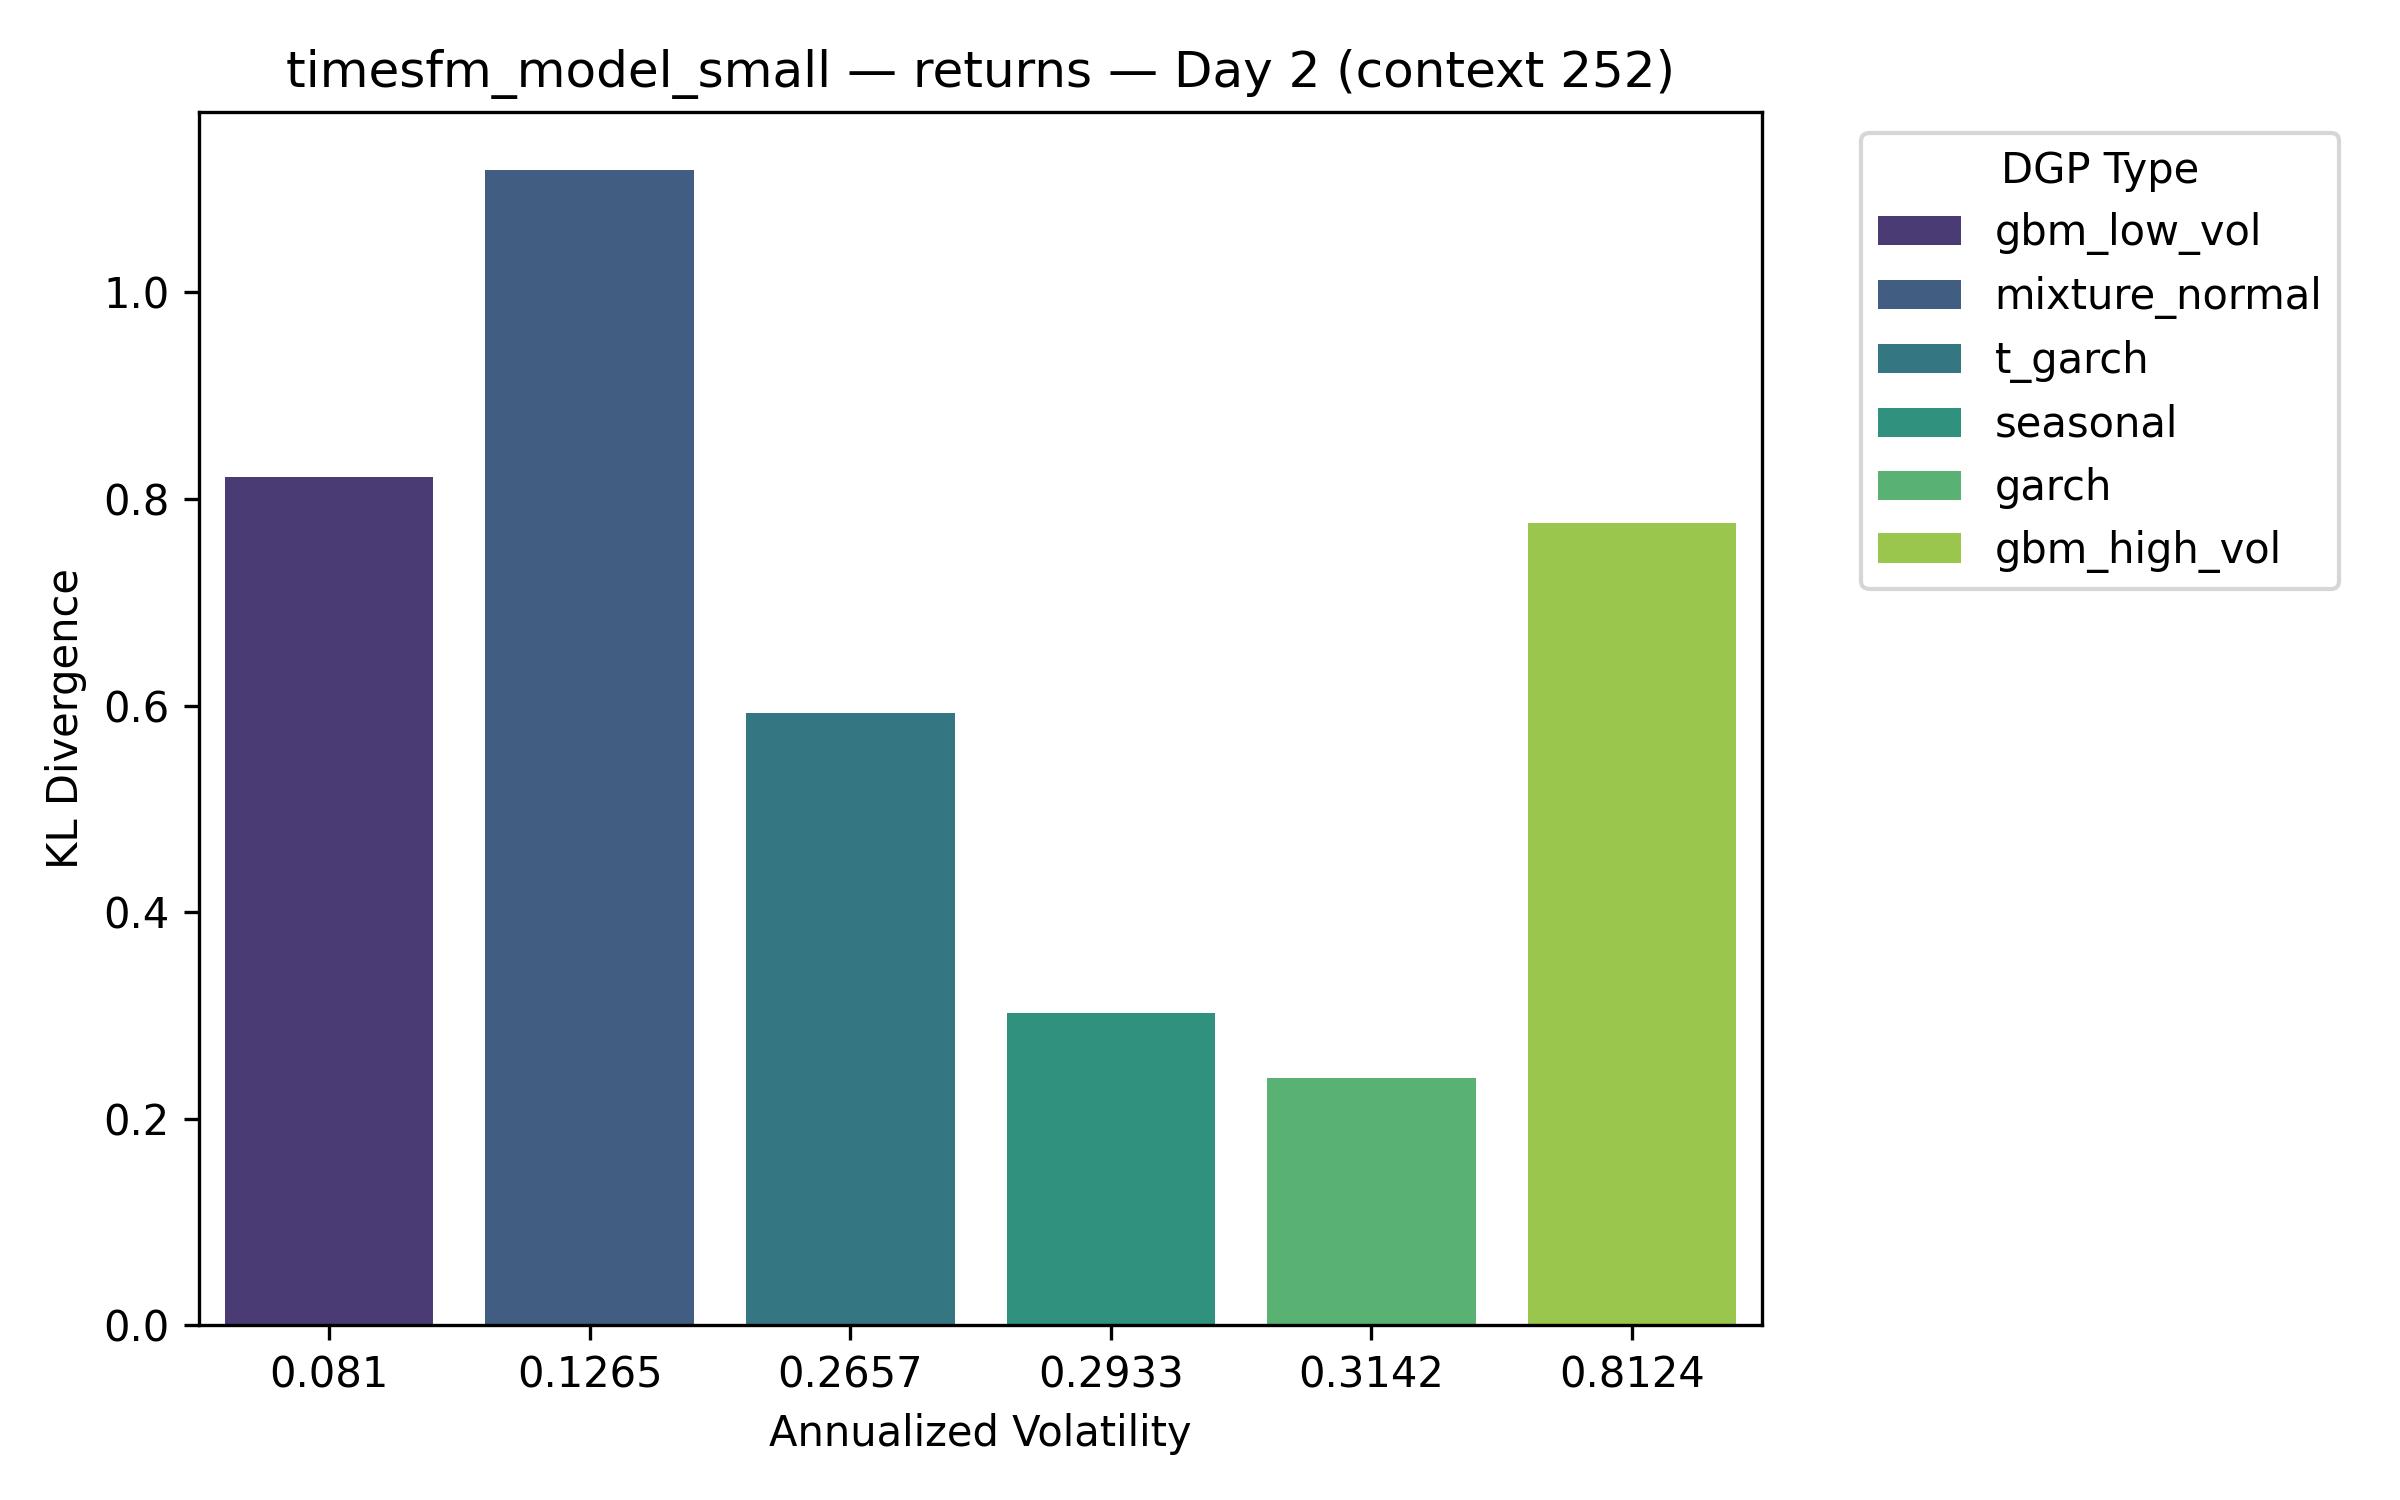 timesfm_model_small — returns — Day 2 (context 252)
KL Divergence
1.0
0.8
0.6
0.4
0.2
0.0
0.081 0.1265 0.2657 0.2933 0.3142 0.8124
Annualized Volatility
DGP Type
gbm_low_vol
mixture_normal
t_garch
seasonal
garch
gbm_high_vol